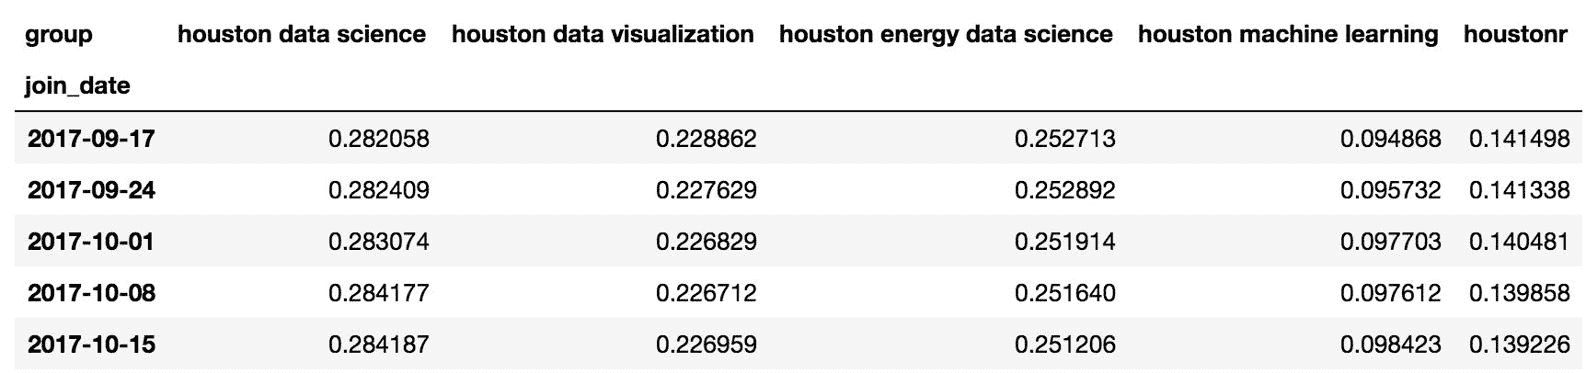 group houston data science houston data visualization houston energy data science houston machine learning houstonr
join_date
2017-09-17 0.282058 0.228862 0.252713 0.094868 0.141498
2017-09-24 0.282409 0.227629 0.252892 0.095732 0.141338
2017-10-01 0.283074 0.226829 0.251914 0.097703 0.140481
2017-10-08 0.284177 0.226712 0.251640 0.097612 0.139858
2017-10-15 0.284187 0.226959 0.251206 0.098423 0.139226